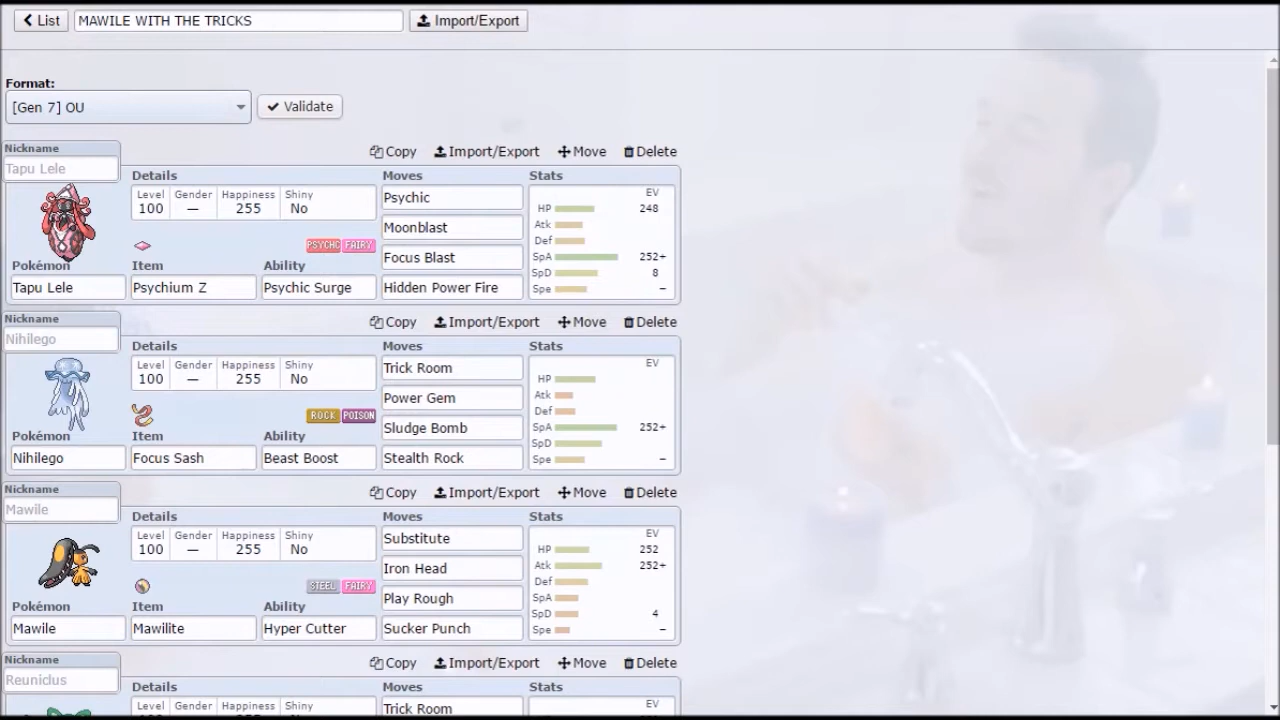 List
MAWILE WITH THE TRICKS
Import/Export
Format:
[Gen 7] OU
Validate
Nickname
Tapu Lele
Copy Import/Export Move Delete
Details Moves Stats
Level Gender Happiness Shiny
100 — 255 No
Psychic
Moonblast
Focus Blast
Hidden Power Fire
EV
HP 248
Atk
Def
SpA 252+
SpD 8
Spe –
PSYCHC FAIRY
Pokémon Item Ability
Tapu Lele Psychium Z Psychic Surge
Nickname
Nihilego
Copy Import/Export Move Delete
Details Moves Stats
Level Gender Happiness Shiny
100 — 255 No
Trick Room
Power Gem
Sludge Bomb
Stealth Rock
EV
HP
Atk
Def
SpA 252+
SpD
Spe –
ROCK POISON
Pokémon Item Ability
Nihilego Focus Sash Beast Boost
Nickname
Mawile
Copy Import/Export Move Delete
Details Moves Stats
Level Gender Happiness Shiny
100 — 255 No
Substitute
Iron Head
Play Rough
Sucker Punch
EV
HP 252
Atk 252+
Def
SpA
SpD 4
Spe –
STEEL FAIRY
Pokémon Item Ability
Mawile Mawilite Hyper Cutter
Nickname
Reuniclus
Copy Import/Export Move Delete
Details Moves Stats
Level Gender Happiness Shiny
Trick Room
EV